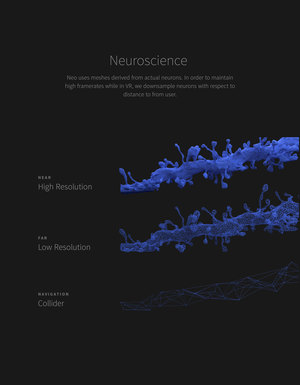 Neuroscience
Neo uses meshes derived from actual neurons. In order to maintain
high framerates while in VR, we downsample neurons with respect to
distance to from user.
NEAR
High Resolution
FAR
Low Resolution
NAVIGATION
Collider